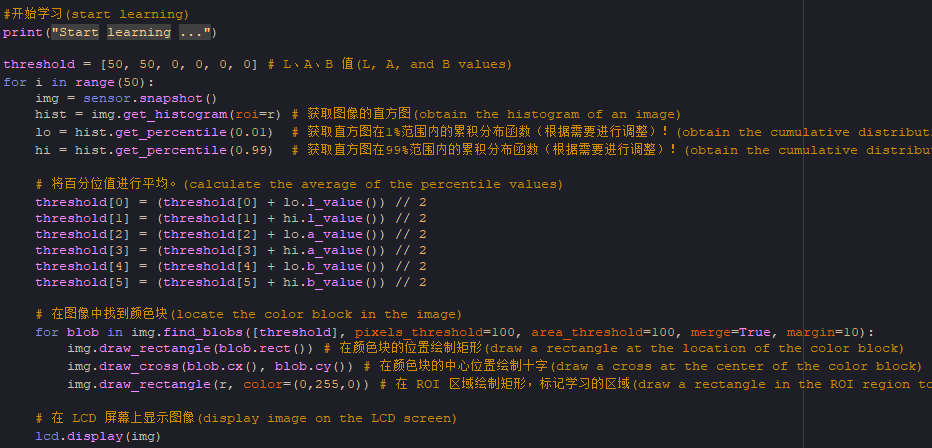 #开始学习(start learning)
print("Start learning ...")
threshold = [50, 50, 0, 0, 0, 0] # L、A、B 值(L, A, and B values)
for i in range(50):
    img = sensor.snapshot()
    hist = img.get_histogram(roi=r) # 获取图像的直方图(obtain the histogram of an image)
    lo = hist.get_percentile(0.01)  # 获取直方图在1%范围内的累积分布函数（根据需要进行调整）！(obtain the cumulative distributi
    hi = hist.get_percentile(0.99)  # 获取直方图在99%范围内的累积分布函数（根据需要进行调整）！(obtain the cumulative distribut
    # 将百分位值进行平均。(calculate the average of the percentile values)
    threshold[0] = (threshold[0] + lo.l_value()) // 2
    threshold[1] = (threshold[1] + hi.l_value()) // 2
    threshold[2] = (threshold[2] + lo.a_value()) // 2
    threshold[3] = (threshold[3] + hi.a_value()) // 2
    threshold[4] = (threshold[4] + lo.b_value()) // 2
    threshold[5] = (threshold[5] + hi.b_value()) // 2
    # 在图像中找到颜色块(locate the color block in the image)
    for blob in img.find_blobs([threshold], pixels_threshold=100, area_threshold=100, merge=True, margin=10):
        img.draw_rectangle(blob.rect()) # 在颜色块的位置绘制矩形(draw a rectangle at the location of the color block)
        img.draw_cross(blob.cx(), blob.cy()) # 在颜色块的中心位置绘制十字(draw a cross at the center of the color block)
        img.draw_rectangle(r, color=(0,255,0)) # 在 ROI 区域绘制矩形，标记学习的区域(draw a rectangle in the ROI region to
    # 在 LCD 屏幕上显示图像(display image on the LCD screen)
    lcd.display(img)